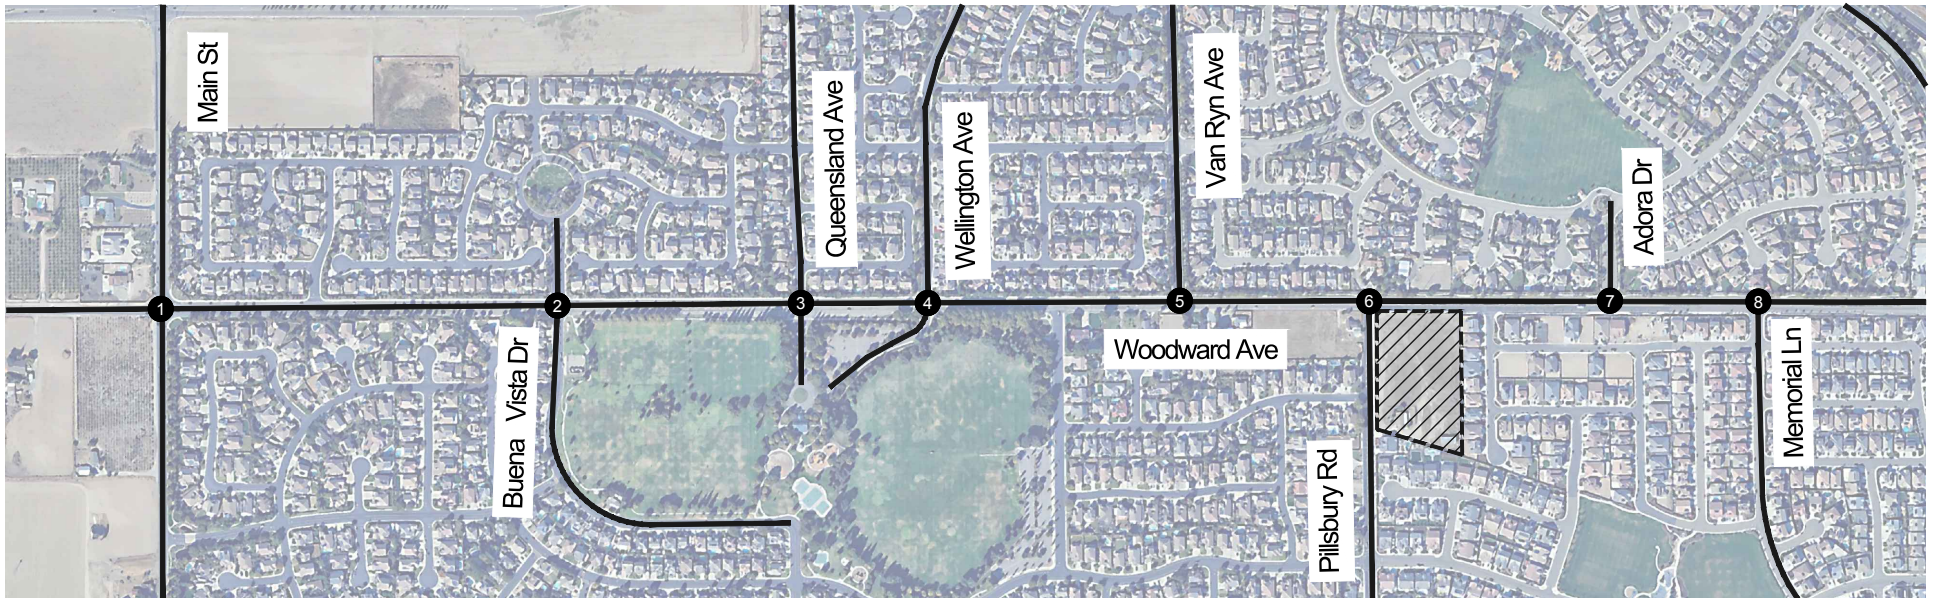 Main St
Queensland Ave
Wellington Ave
Van Ryn Ave
Adora Dr
1
2
3
4
5
6
7
8
Buena Vista Dr
Woodward Ave
Pillsbury Rd
Memorial Ln